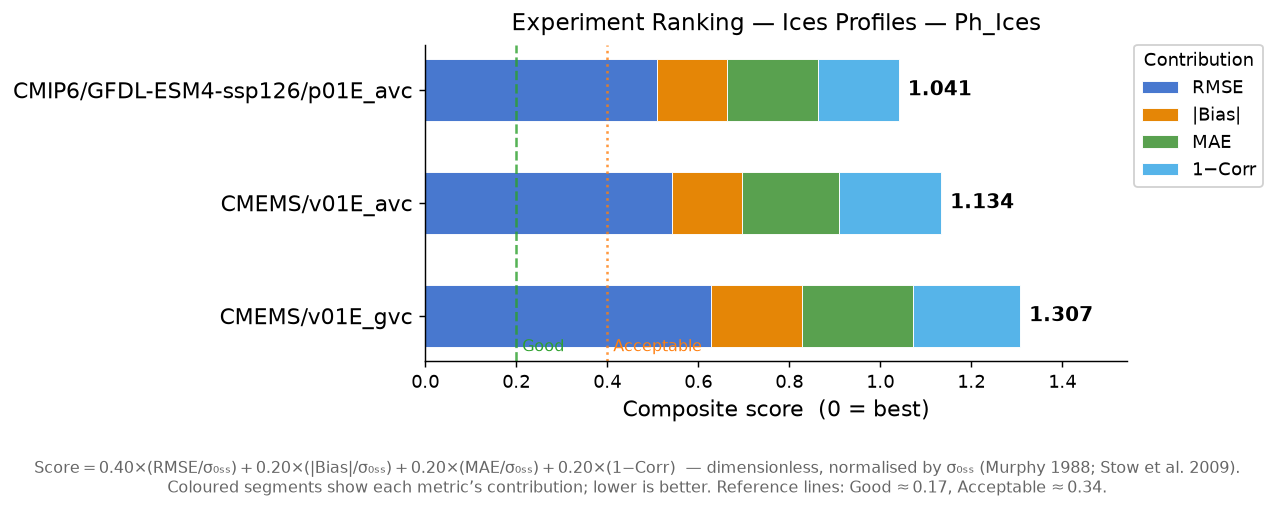 Experiment Ranking — Ices Profiles — Ph_Ices
CMIP6/GFDL-ESM4-ssp126/p01E_avc
CMEMS/v01E_avc
CMEMS/v01E_gvc
1.041
1.134
1.307
Good
Acceptable
Contribution
RMSE
|Bias|
MAE
1−Corr
0.0 0.2 0.4 0.6 0.8 1.0 1.2 1.4
Composite score (0 = best)
Score = 0.40×(RMSE/σ₀ₛₛ) + 0.20×(|Bias|/σ₀ₛₛ) + 0.20×(MAE/σ₀ₛₛ) + 0.20×(1−Corr) — dimensionless, normalised by σ₀ₛₛ (Murphy 1988; Stow et al. 2009).
Coloured segments show each metric’s contribution; lower is better. Reference lines: Good ≈ 0.17, Acceptable ≈ 0.34.